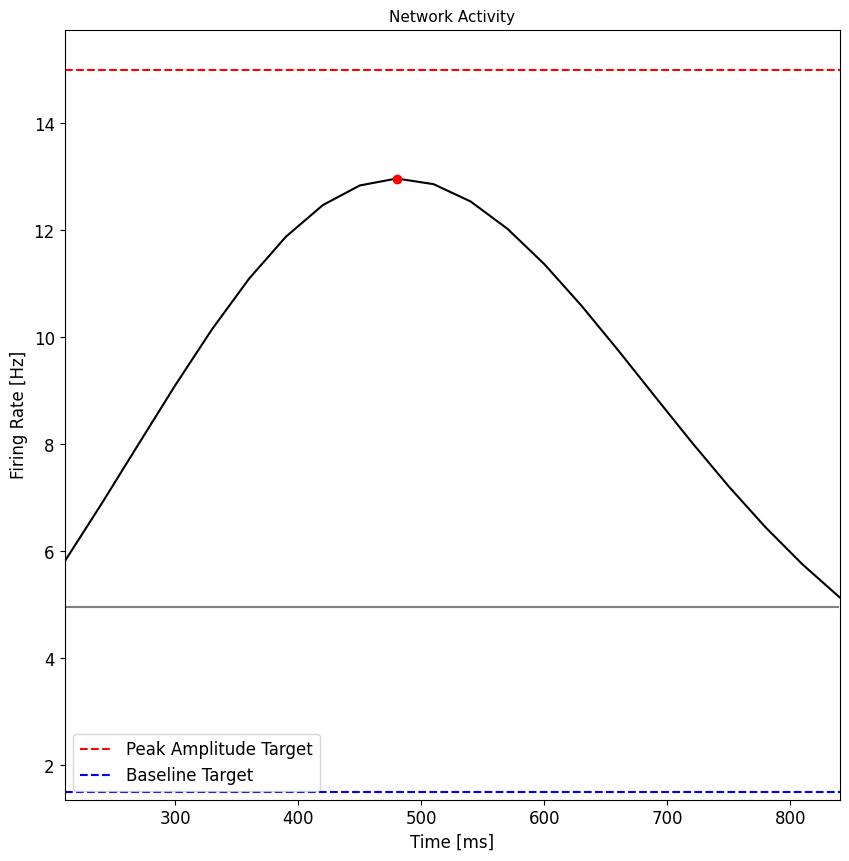 Network Activity
Firing Rate [Hz]
14
12
10
8
6
4
2
Peak Amplitude Target
Baseline Target
300 400 500 600 700 800
Time [ms]